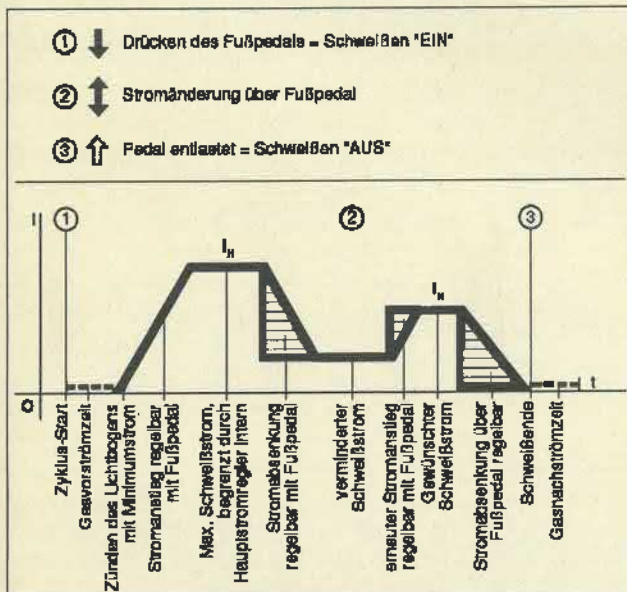 1 Drücken des Fußpedals = Schweißen "EIN"
2 Stromänderung über Fußpedal
3 Pedal entlastet = Schweißen "AUS"
I
1
2
3
I_H
I_H
t
O
Zyklus-Start
Gasvorströmzeit
Zünden des Lichtbogens
mit Minimumstrom
Stromanstieg regelbar
mit Fußpedal
Max. Schweißstrom,
begrenzt durch
Hauptstromregler intern
Stromabsenkung
regelbar mit Fußpedal
verminderter
Schweißstrom
erneuter Stromanstieg
regelbar mit Fußpedal
Gewünschter
Schweißstrom
Stromabsenkung über
Fußpedal regelbar
Schweißende
Gasnachströmzeit